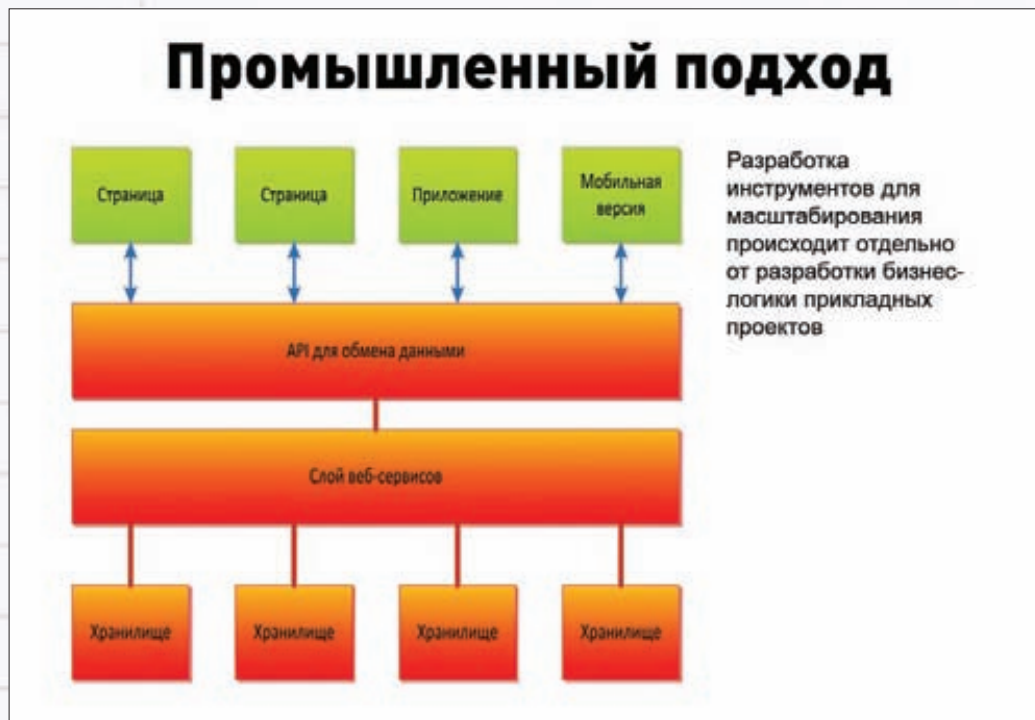 Промышленный подход
Страница
Страница
Приложение
Мобильная
версия
Разработка
инструментов для
масштабирования
происходит отдельно
от разработки бизнес-
логики прикладных
проектов
API для обмена данными
Слой веб-сервисов
Хранилище
Хранилище
Хранилище
Хранилище